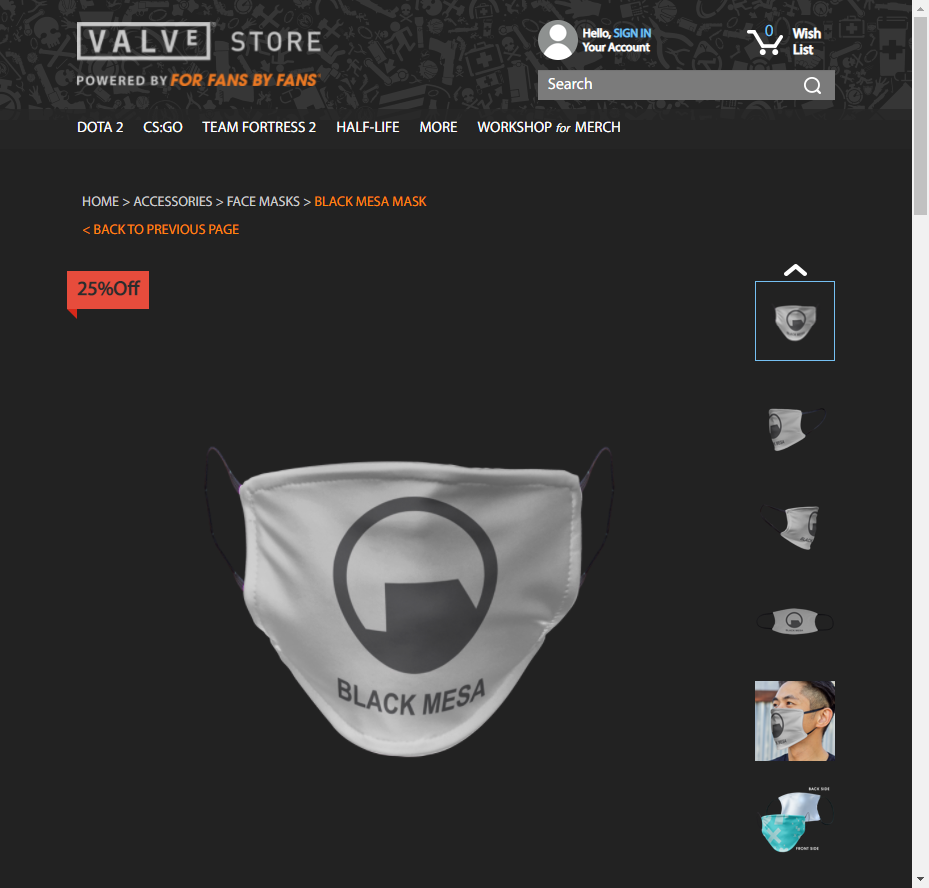 VALVE STORE
POWERED BY FOR FANS BY FANS
Hello, SIGN IN
Your Account
0
Wish
List
Search
DOTA 2 CS:GO TEAM FORTRESS 2 HALF-LIFE MORE WORKSHOP for MERCH
HOME > ACCESSORIES > FACE MASKS > BLACK MESA MASK
< BACK TO PREVIOUS PAGE
25%Off
BLACK MESA
BACK SIDE
FRONT SIDE